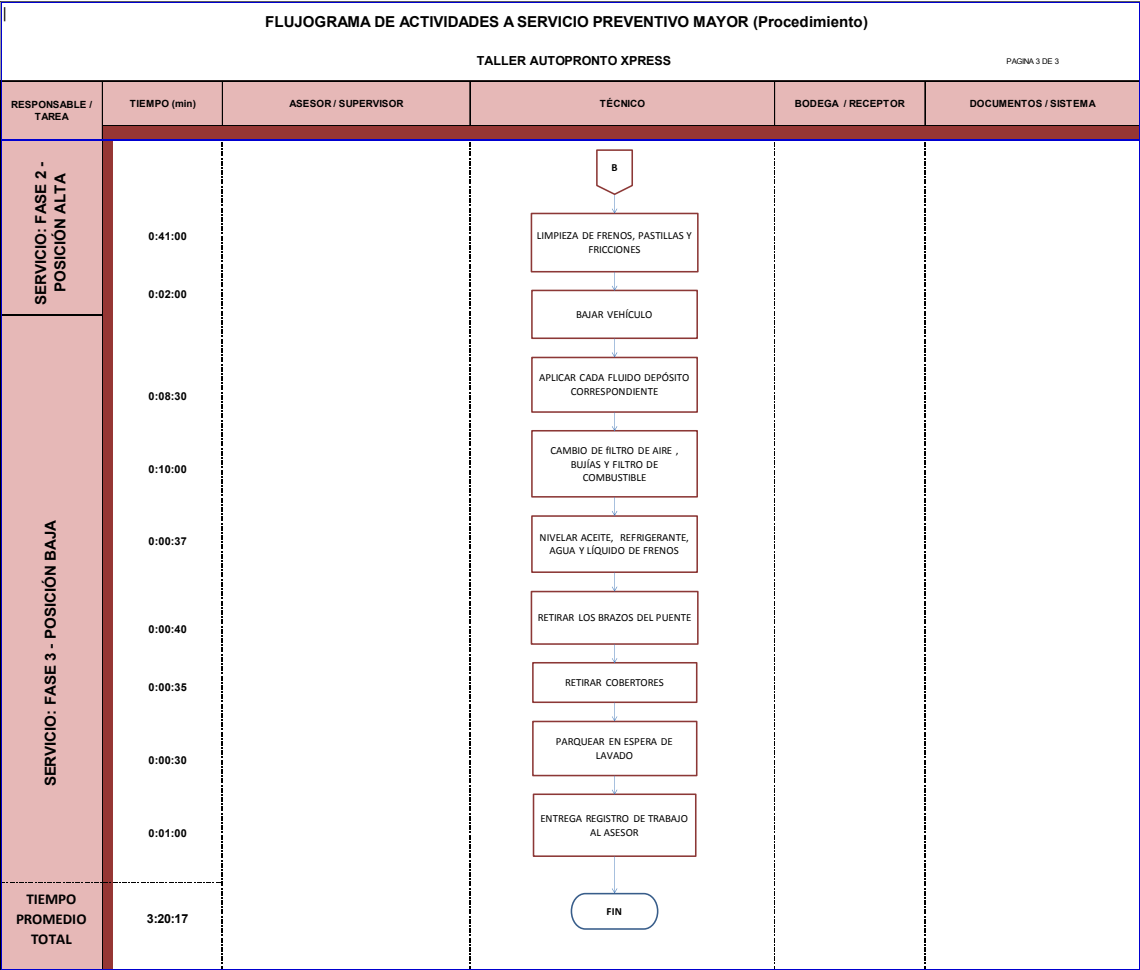 FLUJOGRAMA DE ACTIVIDADES A SERVICIO PREVENTIVO MAYOR (Procedimiento)
TALLER AUTOPRONTO XPRESS
PAGINA 3 DE 3
RESPONSABLE /
TAREA
TIEMPO (min)
ASESOR / SUPERVISOR
TÉCNICO
BODEGA / RECEPTOR
DOCUMENTOS / SISTEMA
SERVICIO: FASE 2 -
POSICIÓN ALTA
B
0:41:00
LIMPIEZA DE FRENOS, PASTILLAS Y
FRICCIONES
0:02:00
BAJAR VEHÍCULO
SERVICIO: FASE 3 - POSICIÓN BAJA
0:08:30
APLICAR CADA FLUIDO DEPÓSITO
CORRESPONDIENTE
0:10:00
CAMBIO DE fILTRO DE AIRE ,
BUJÍAS Y FILTRO DE
COMBUSTIBLE
0:00:37
NIVELAR ACEITE, REFRIGERANTE,
AGUA Y LÍQUIDO DE FRENOS
0:00:40
RETIRAR LOS BRAZOS DEL PUENTE
0:00:35
RETIRAR COBERTORES
0:00:30
PARQUEAR EN ESPERA DE
LAVADO
0:01:00
ENTREGA REGISTRO DE TRABAJO
AL ASESOR
TIEMPO
PROMEDIO
TOTAL
3:20:17
FIN